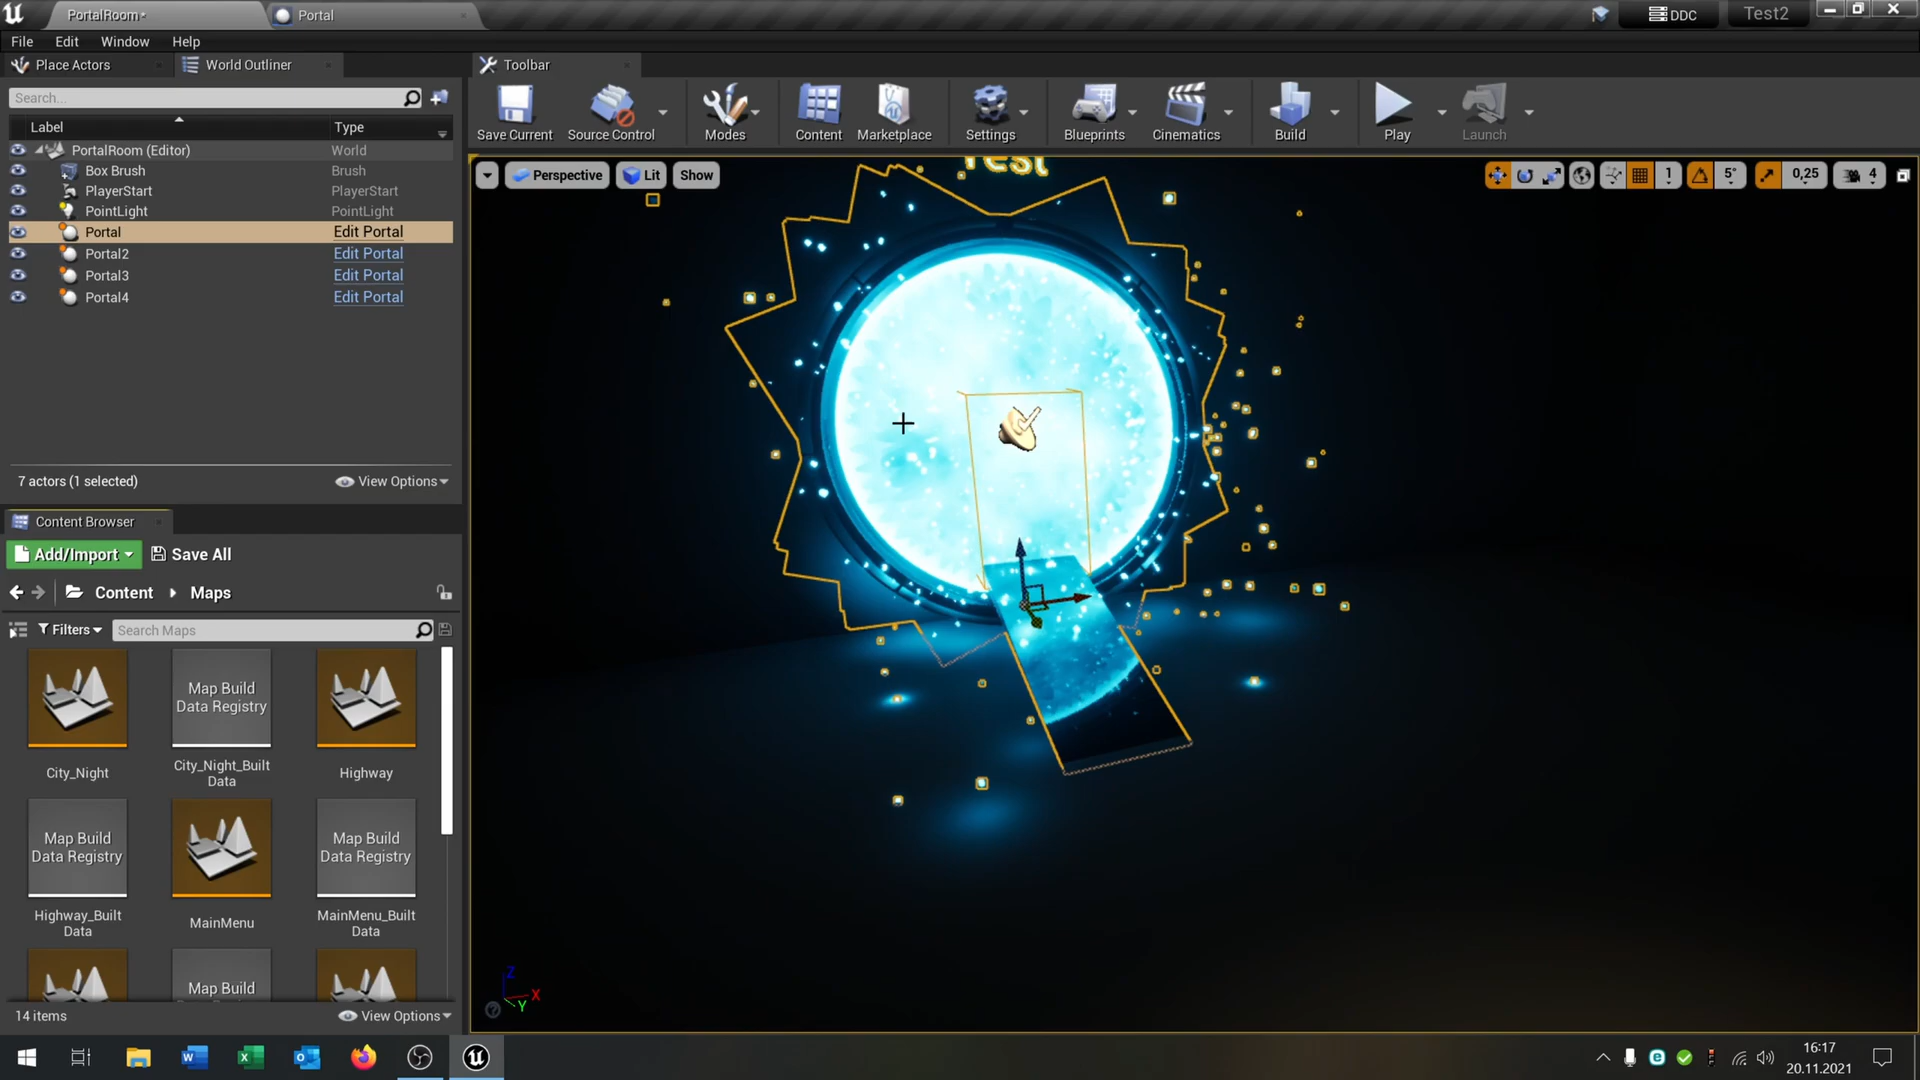 PortalRoom*
Portal
DDC
Test2
File Edit Window Help
Place Actors
World Outliner
Toolbar
Search...
Label
Type
PortalRoom (Editor) World
Box Brush Brush
PlayerStart PlayerStart
PointLight PointLight
Portal Edit Portal
Portal2 Edit Portal
Portal3 Edit Portal
Portal4 Edit Portal
7 actors (1 selected)
View Options
Save Current
Source Control
Modes
Content
Marketplace
Settings
Blueprints
Cinematics
Build
Play
Launch
Perspective
Lit
Show
1
5°
0,25
4
Test
Z
X
Y
Content Browser
Add/Import
Save All
Content
Maps
Filters
Search Maps
City_Night
Map Build
Data Registry
City_Night_Built
Data
Highway
Map Build
Data Registry
Highway_Built
Data
MainMenu
Map Build
Data Registry
MainMenu_Built
Data
Map Build
14 items
View Options
16:17
20.11.2021